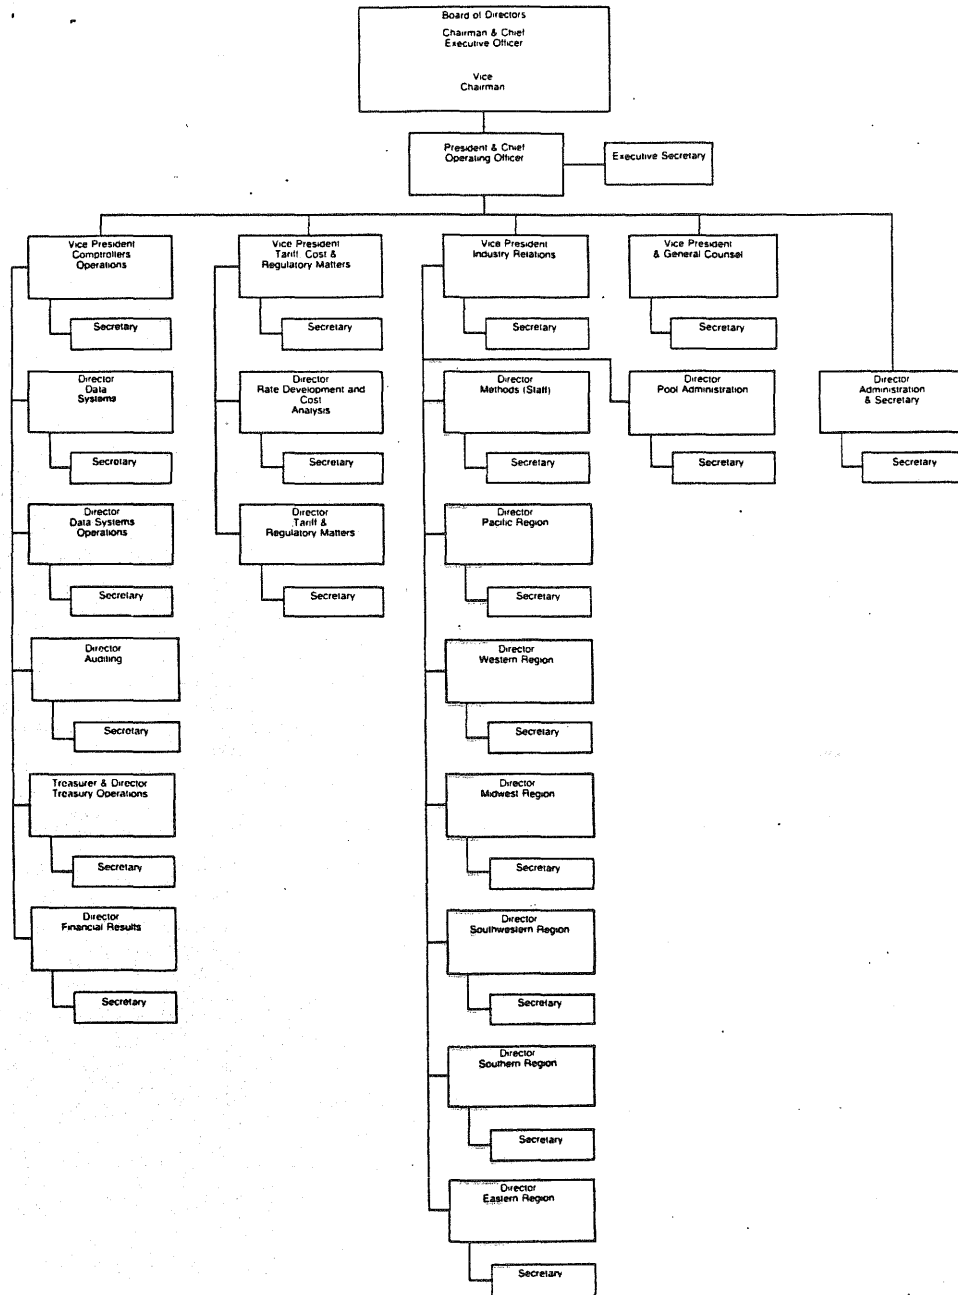 Board of Directors
Chairman & Chief
Executive Officer
Vice
Chairman
President & Chief
Operating Officer
Executive Secretary
Vice President
Comptrollers
Operations
Secretary
Director
Data
Systems
Secretary
Director
Data Systems
Operations
Secretary
Director
Auditing
Secretary
Treasurer & Director
Treasury Operations
Secretary
Director
Financial Results
Secretary
Vice President
Tariff, Cost &
Regulatory Matters
Secretary
Director
Rate Development and
Cost
Analysis
Secretary
Director
Tariff &
Regulatory Matters
Secretary
Vice President
Industry Relations
Secretary
Director
Methods (Staff)
Secretary
Director
Pacific Region
Secretary
Director
Western Region
Secretary
Director
Midwest Region
Secretary
Director
Southwestern Region
Secretary
Director
Southern Region
Secretary
Director
Eastern Region
Secretary
Vice President
& General Counsel
Secretary
Director
Pool Administration
Secretary
Director
Administration
& Secretary
Secretary